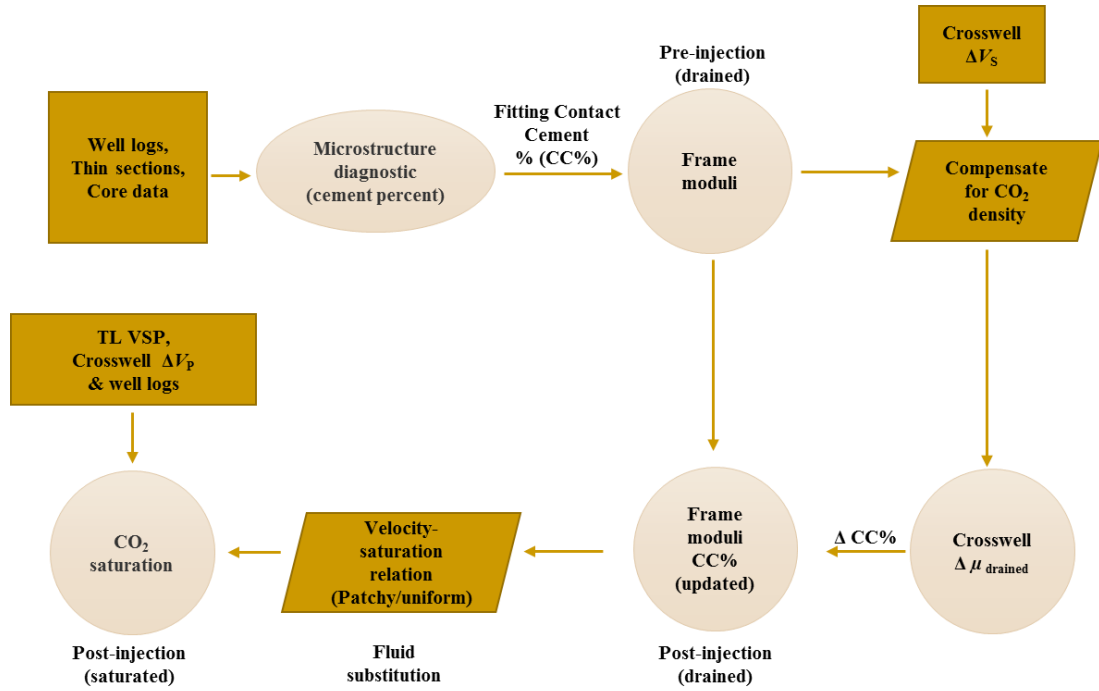 Well logs,
Thin sections,
Core data
Microstructure
diagnostic
(cement percent)
Fitting Contact
Cement
% (CC%)
Pre-injection
(drained)
Frame
moduli
Crosswell
ΔV_S
Compensate
for CO₂
density
TL VSP,
Crosswell ΔV_P
& well logs
CO₂
saturation
Post-injection
(saturated)
Velocity-
saturation
relation
(Patchy/uniform)
Fluid
substitution
Frame
moduli
CC%
(updated)
Post-injection
(drained)
Δ CC%
Crosswell
Δ μ drained